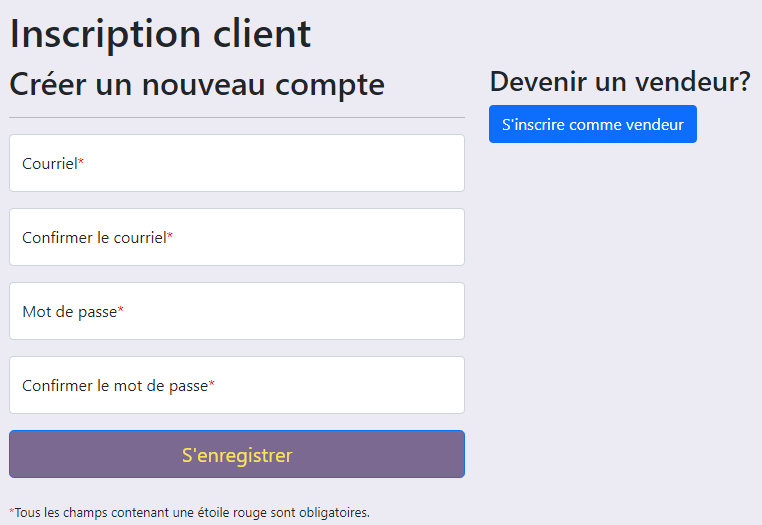 Inscription client
Créer un nouveau compte
Courriel*
Confirmer le courriel*
Mot de passe*
Confirmer le mot de passe*
S'enregistrer
*Tous les champs contenant une étoile rouge sont obligatoires.
Devenir un vendeur?
S'inscrire comme vendeur